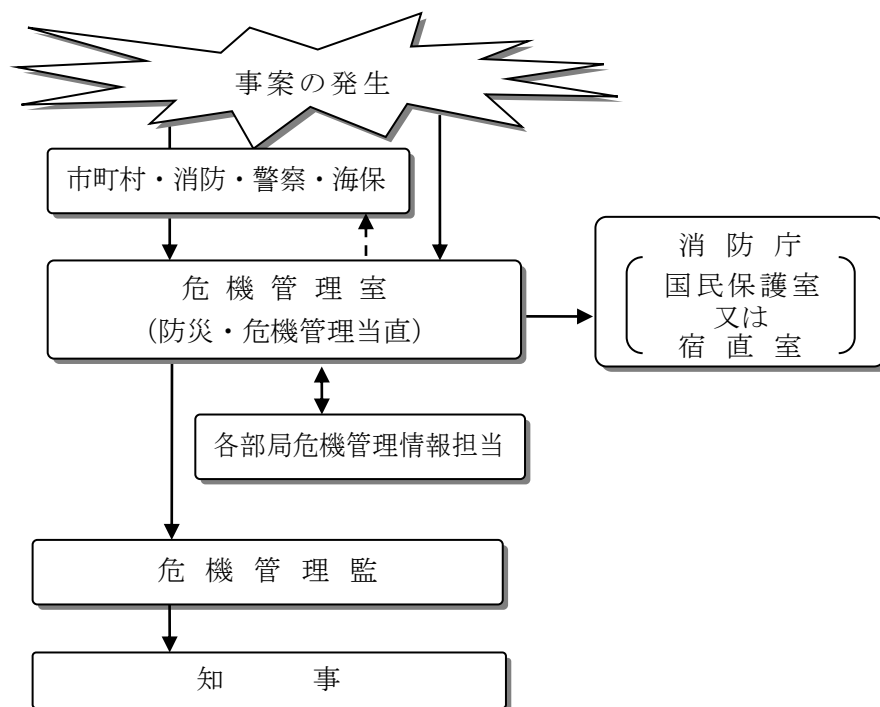 事案の発生
市町村・消防・警察・海保
危機管理室
(防災・危機管理当直)
消防庁
国民保護室
又は
宿直室
各部局危機管理情報担当
危機管理監
知事